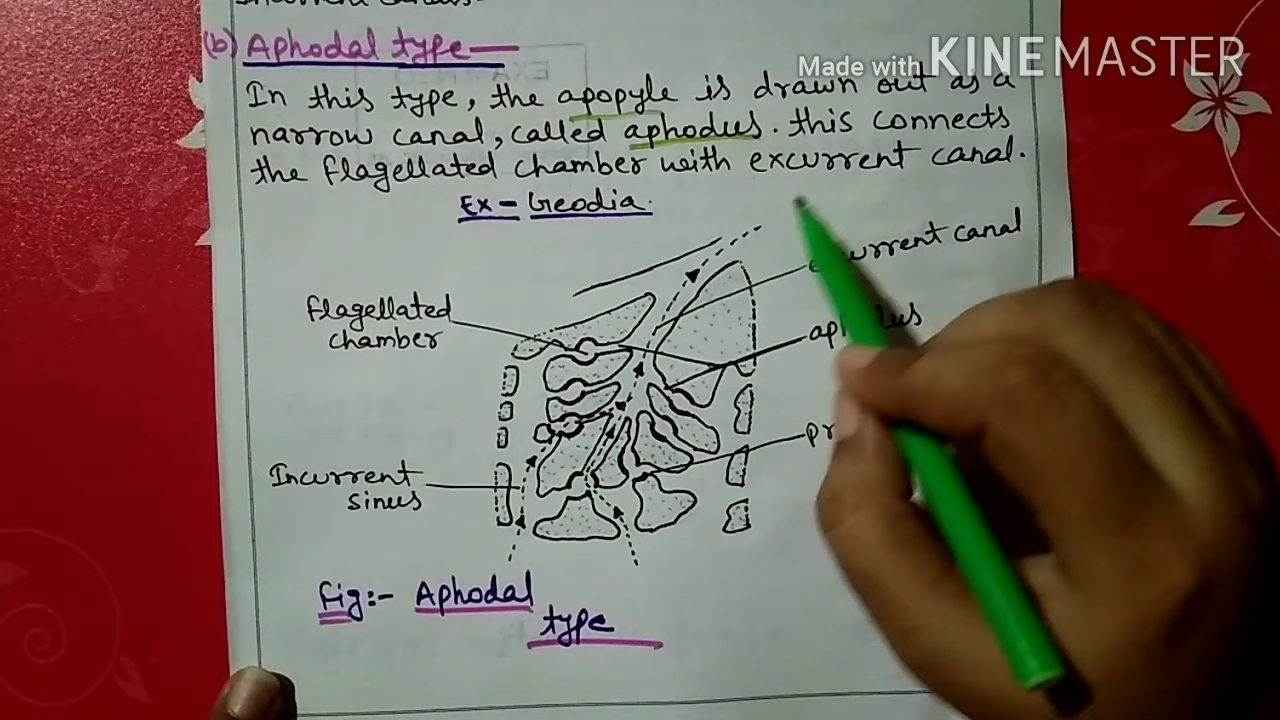 (b) Aphodal type—
Made with KINEMASTER
In this type, the apopyle is drawn out as a
narrow canal, called aphodus. this connects
the flagellated chamber with excurrent canal.
Ex - Geodia.
canal
flagellated
chamber
Incurrent
sinus
Fig:- Aphodal
type